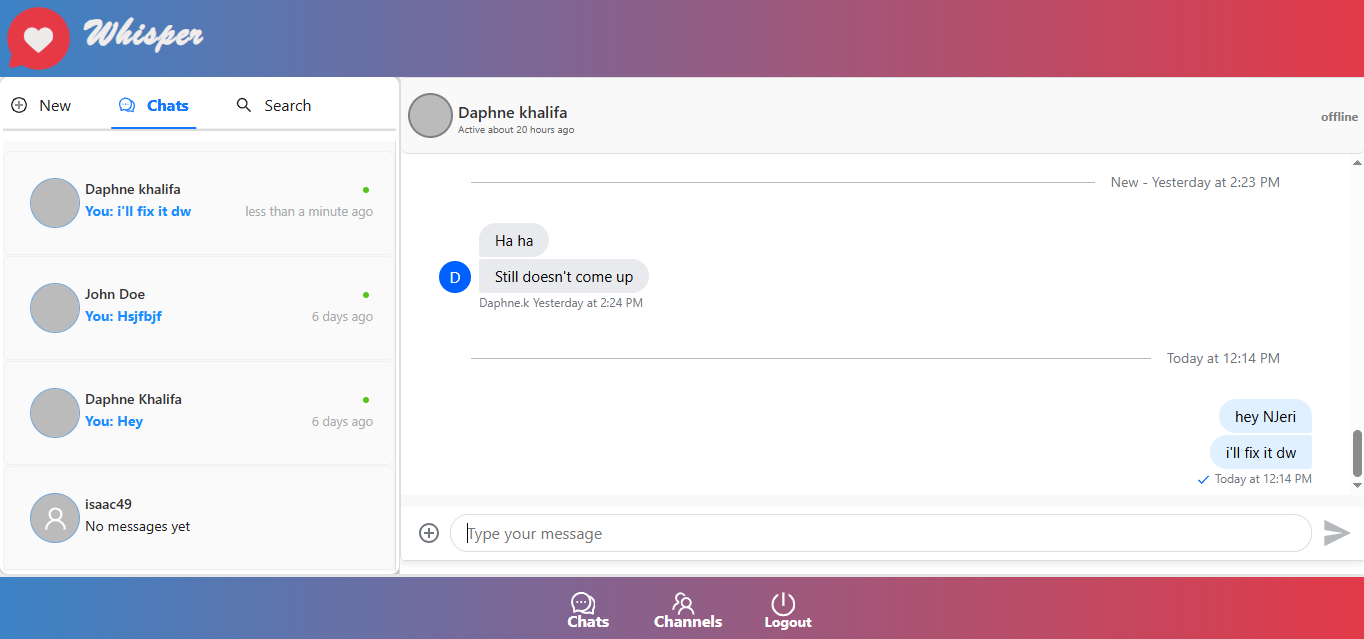 Whisper
New
Chats
Search
Daphne khalifa
You: i'll fix it dw
less than a minute ago
John Doe
You: Hsjfbjf
6 days ago
Daphne Khalifa
You: Hey
6 days ago
isaac49
No messages yet
Daphne khalifa
Active about 20 hours ago
offline
New - Yesterday at 2:23 PM
Ha ha
D
Still doesn't come up
Daphne.k Yesterday at 2:24 PM
Today at 12:14 PM
hey NJeri
i'll fix it dw
Today at 12:14 PM
Type your message
Chats
Channels
Logout